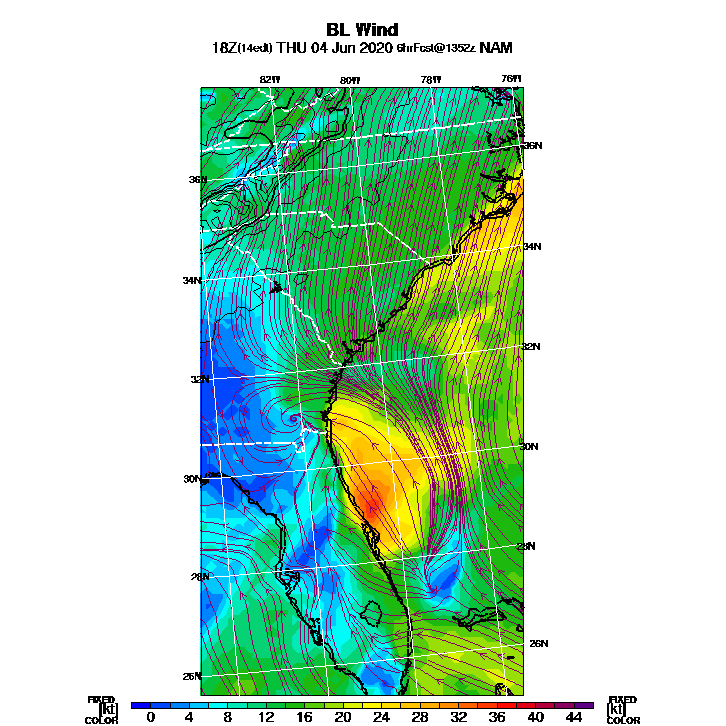 BL Wind
18Z(14edt) THU 04 Jun 2020 6hrFcst@1352z NAM
82W 80W 78W 76W
36N
36N
34N
34N
32N
32N
30N
30N
28N
28N
26N
26N
FIXED FIXED
[kt] 0 4 8 12 16 20 24 28 32 36 40 44 [kt]
COLOR COLOR